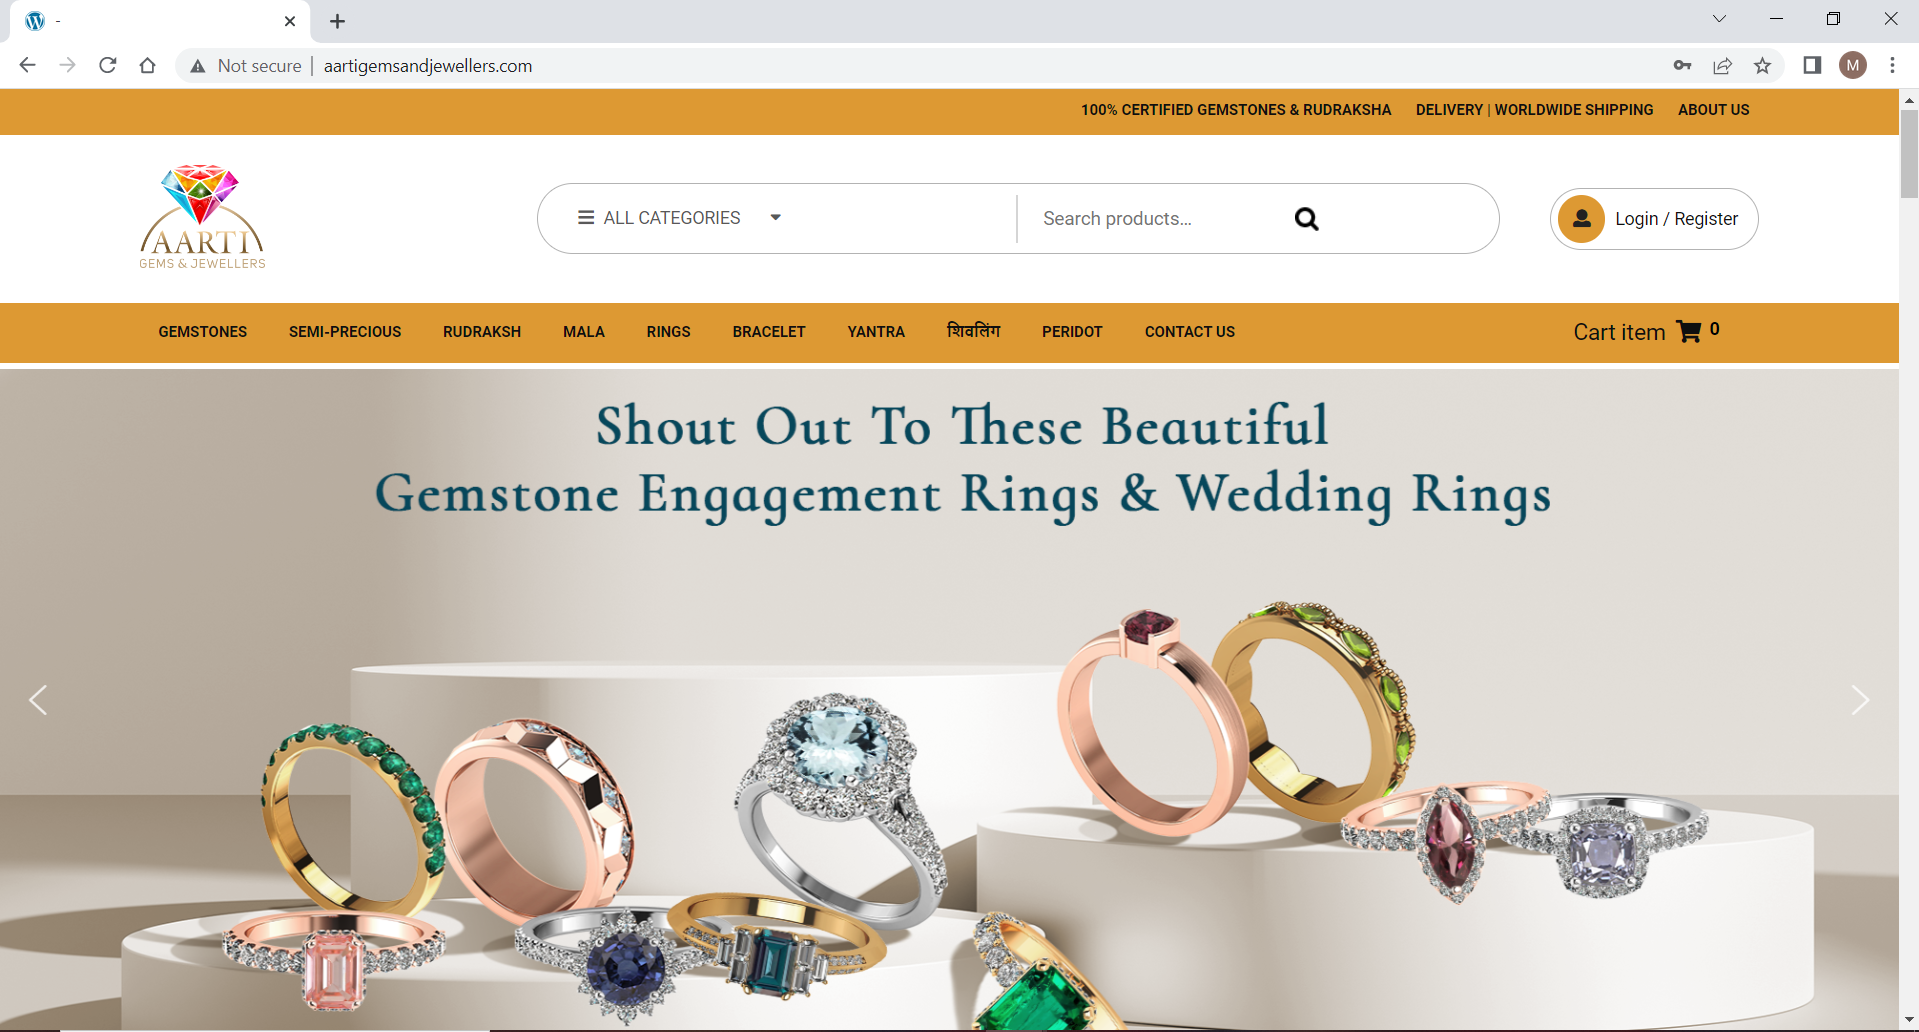 -
Not secure | aartigemsandjewellers.com
M
100% CERTIFIED GEMSTONES & RUDRAKSHA DELIVERY | WORLDWIDE SHIPPING ABOUT US
AARTI
GEMS & JEWELLERS
ALL CATEGORIES
Search products...
Login / Register
GEMSTONES SEMI-PRECIOUS RUDRAKSH MALA RINGS BRACELET YANTRA शिवलिंग PERIDOT CONTACT US
Cart item 0
Shout Out To These Beautiful
Gemstone Engagement Rings & Wedding Rings